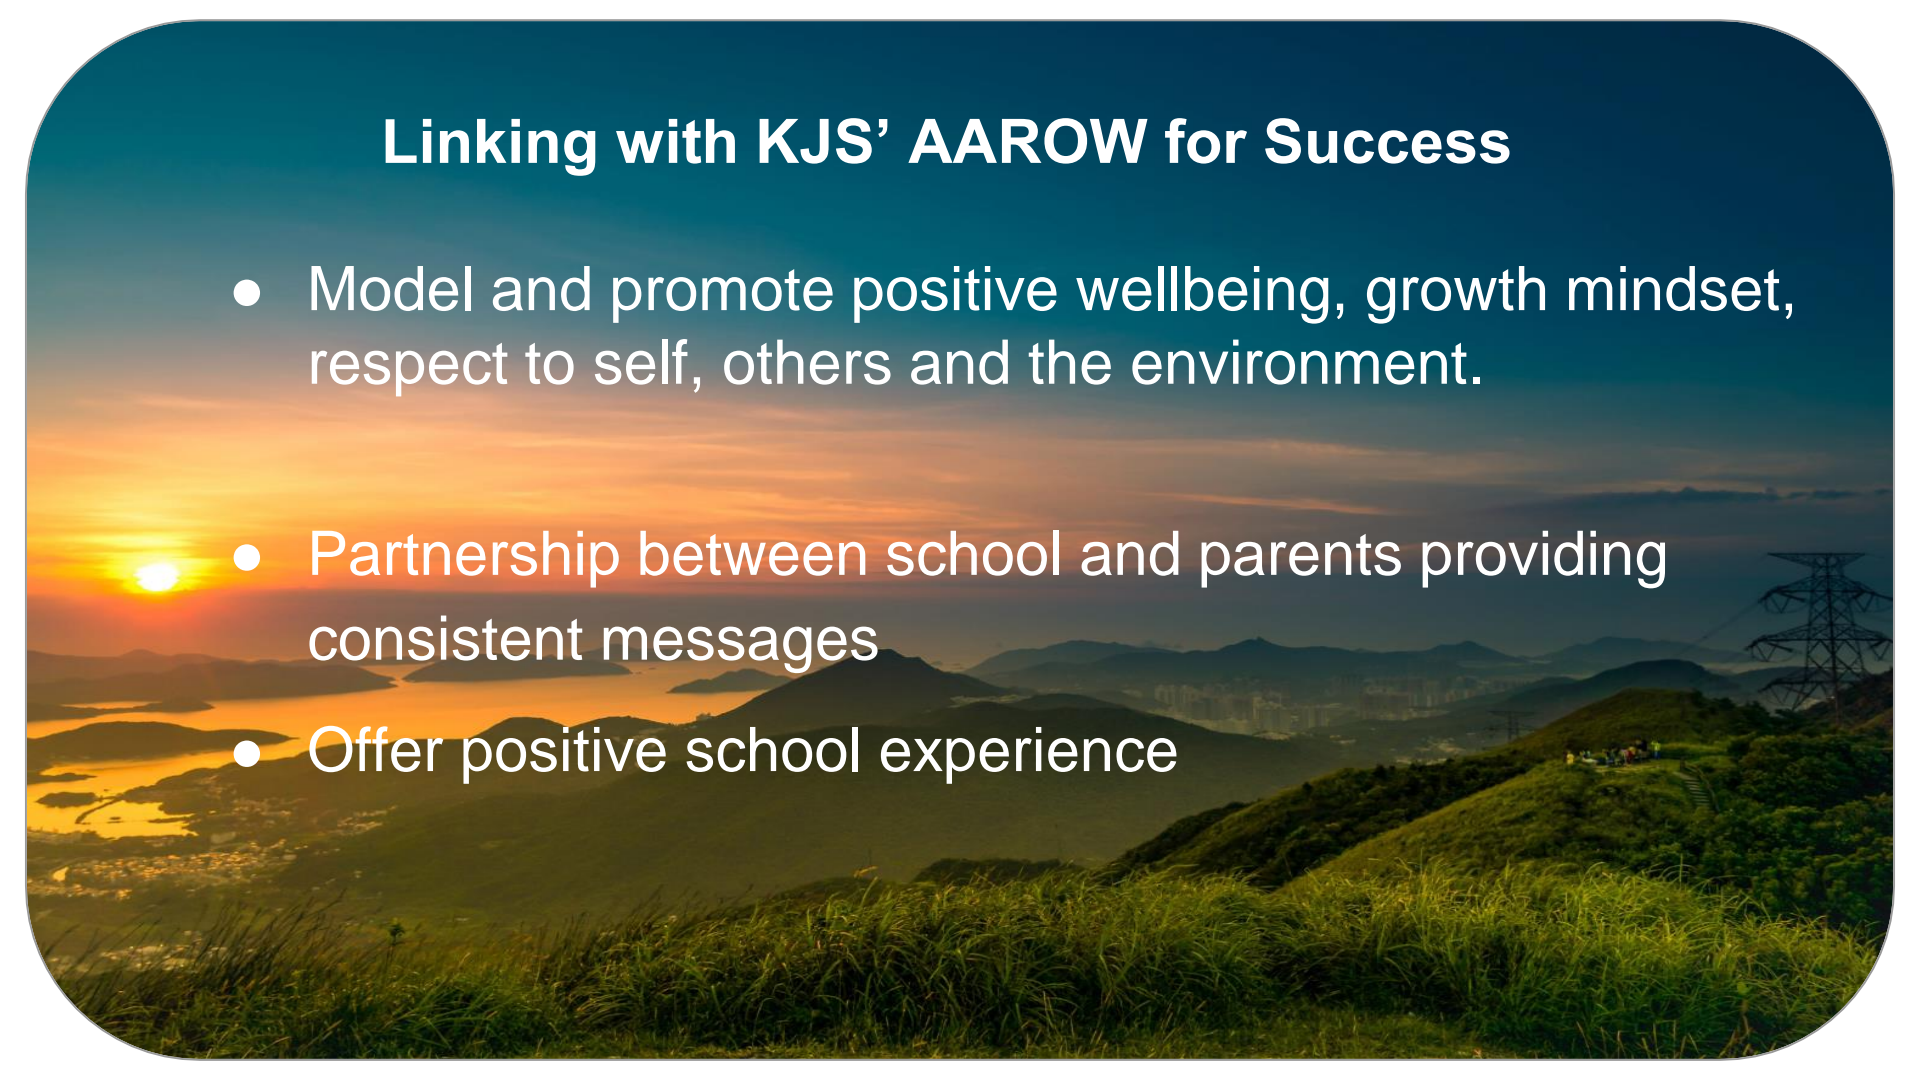 Linking with KJS’ AAROW for Success
● Model and promote positive wellbeing, growth mindset,
respect to self, others and the environment.
● Partnership between school and parents providing
consistent messages
● Offer positive school experience